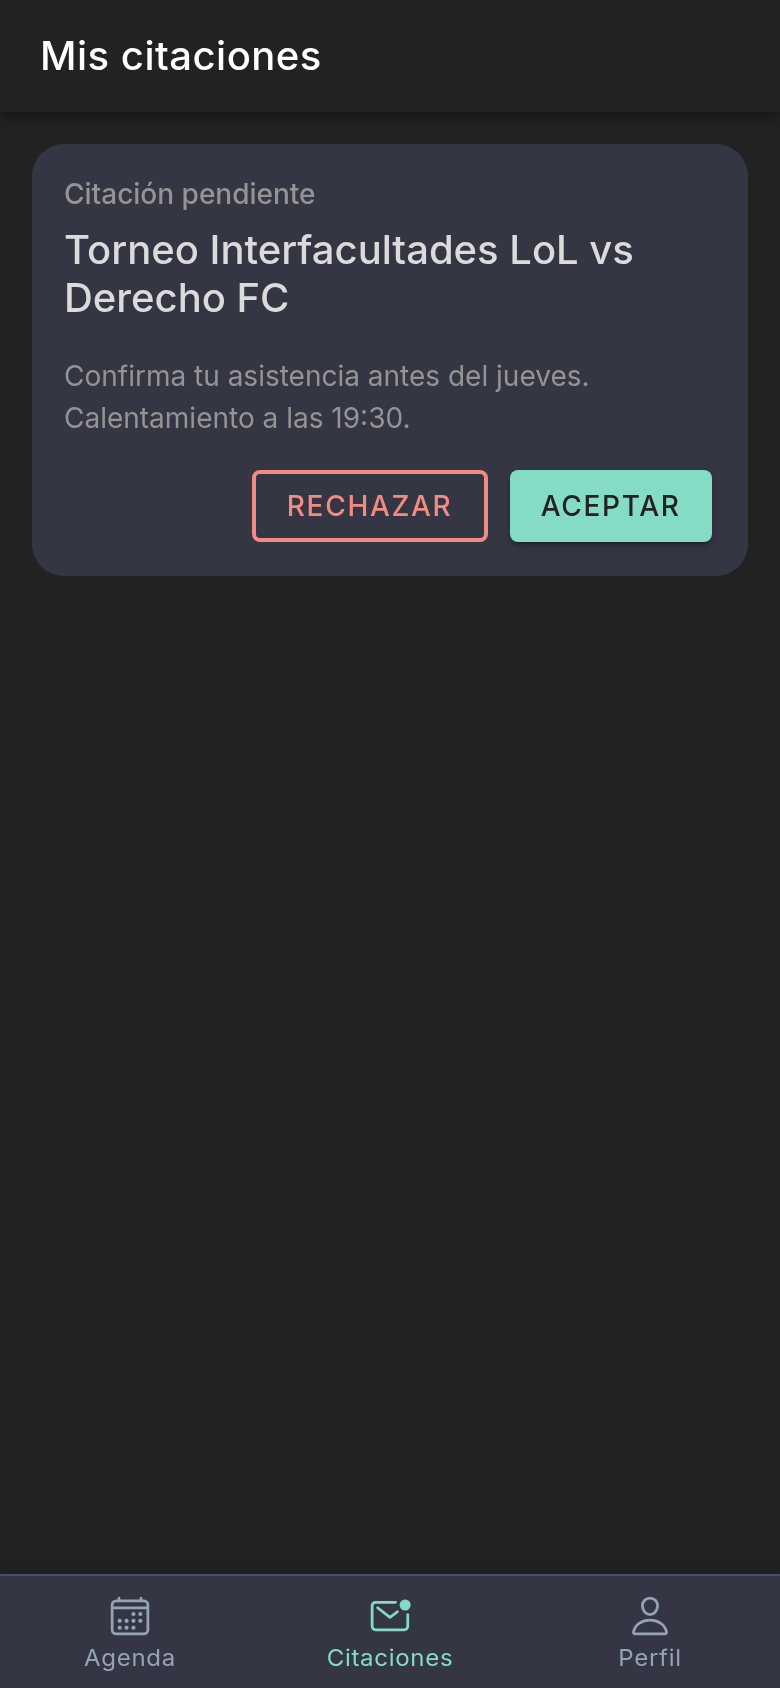 Mis citaciones
Citación pendiente
Torneo Interfacultades LoL vs
Derecho FC
Confirma tu asistencia antes del jueves.
Calentamiento a las 19:30.
RECHAZAR
ACEPTAR
Agenda
Citaciones
Perfil